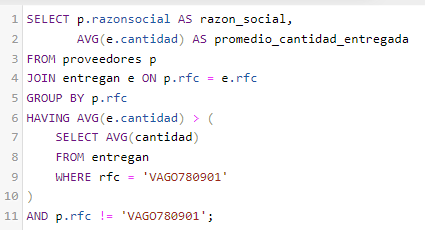 1 SELECT p.razonsocial AS razon_social,
2        AVG(e.cantidad) AS promedio_cantidad_entregada
3 FROM proveedores p
4 JOIN entregan e ON p.rfc = e.rfc
5 GROUP BY p.rfc
6 HAVING AVG(e.cantidad) > (
7     SELECT AVG(cantidad)
8     FROM entregan
9     WHERE rfc = 'VAGO780901'
10 )
11 AND p.rfc != 'VAGO780901';